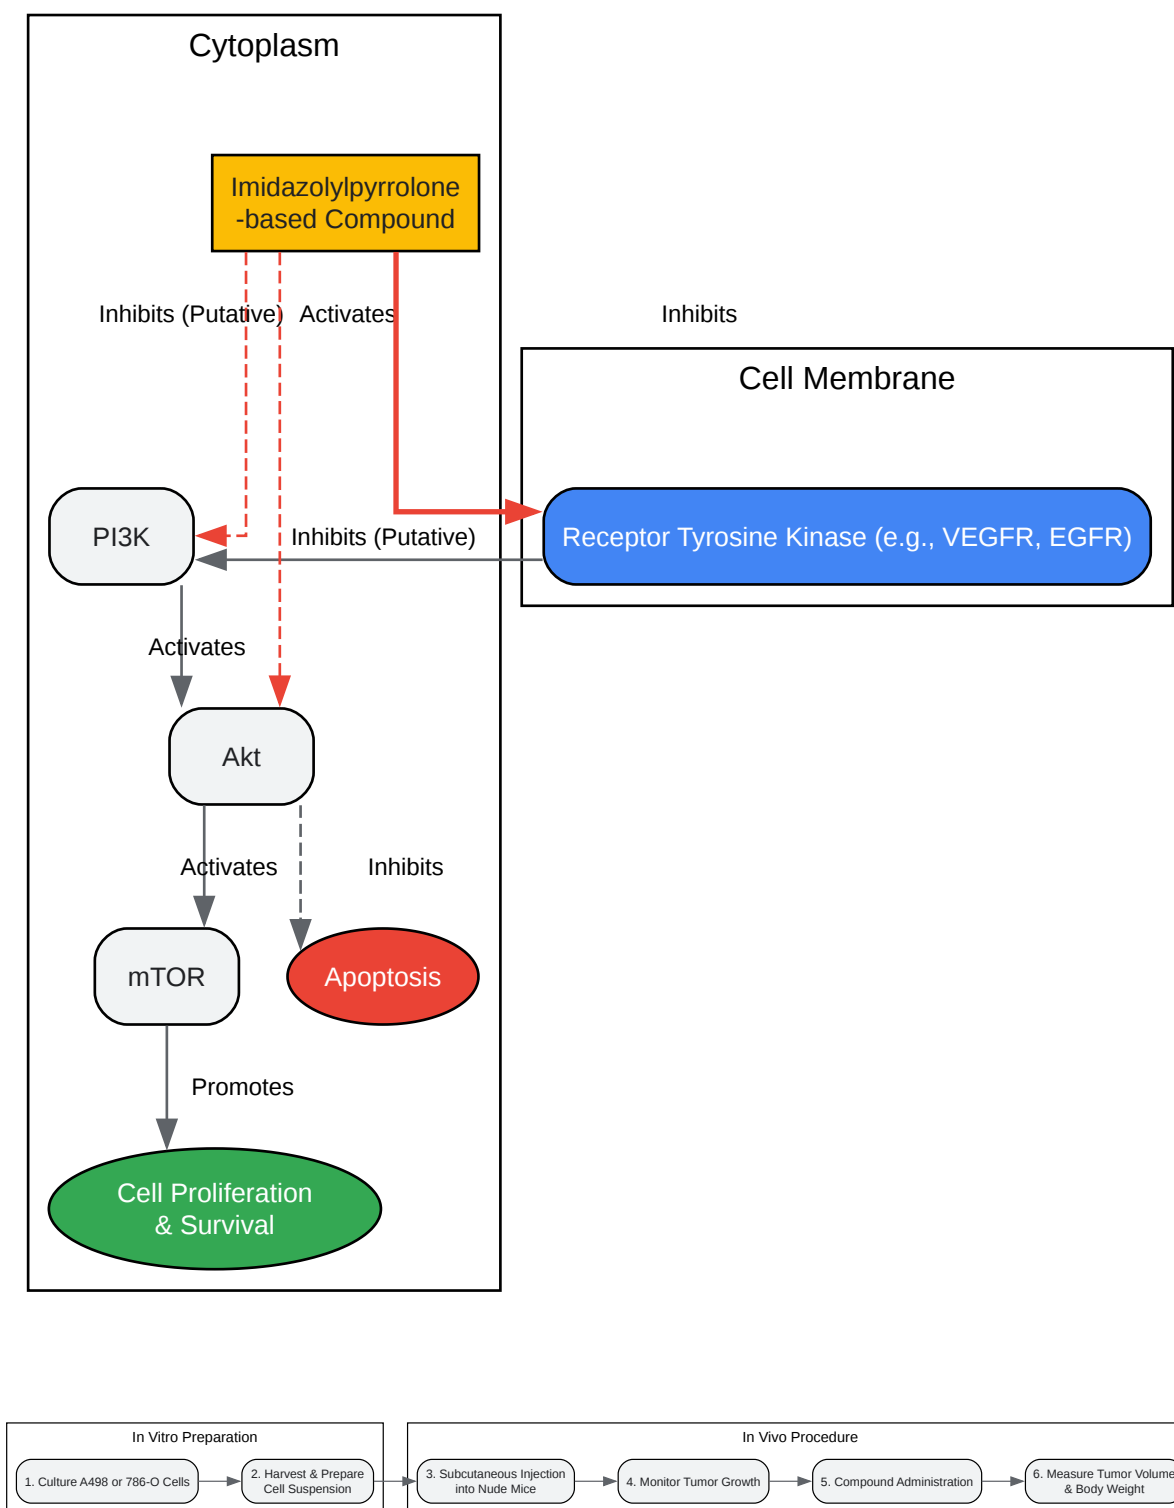 Cytoplasm
Imidazolylpyrrolone
-based Compound
Inhibits (Putative)
Activates
Inhibits
Cell Membrane
PI3K
Inhibits (Putative)
Receptor Tyrosine Kinase (e.g., VEGFR, EGFR)
Activates
Akt
Activates
Inhibits
mTOR
Apoptosis
Promotes
Cell Proliferation
& Survival
In Vitro Preparation
1. Culture A498 or 786-O Cells
2. Harvest & Prepare
Cell Suspension
In Vivo Procedure
3. Subcutaneous Injection
into Nude Mice
4. Monitor Tumor Growth
5. Compound Administration
6. Measure Tumor Volume
& Body Weight